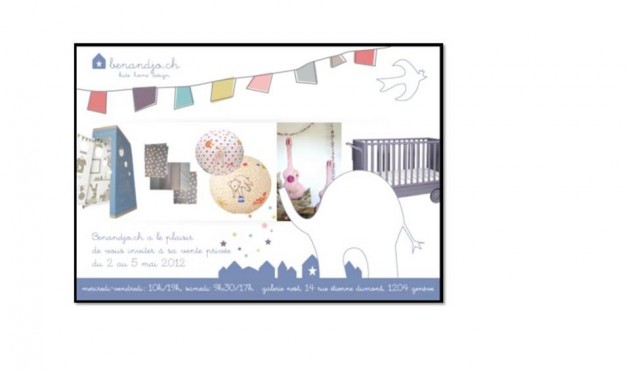 benandjo.ch
kids home design
Benandjo.ch a le plaisir
de vous inviter à sa vente privée
du 2 au 5 mai 2012
mercredi-vendredi: 10h/19h, samedi: 9h30/17h  galerie nest, 14 rue étienne dumont, 1204 genève